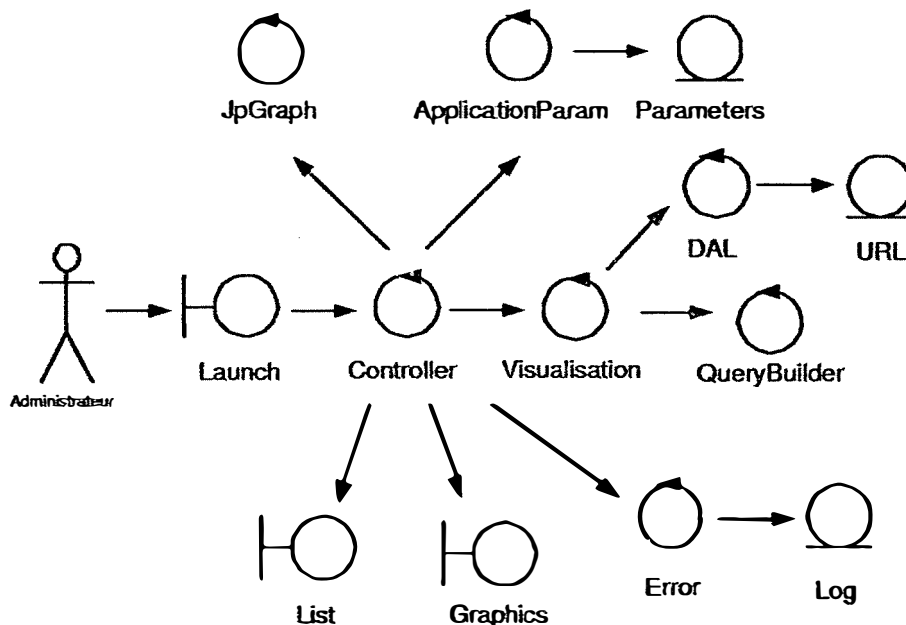 JpGraph
ApplicationParam
Parameters
DAL
URL
Launch
Controller
Visualisation
QueryBuilder
Administrateur
List
Graphics
Error
Log